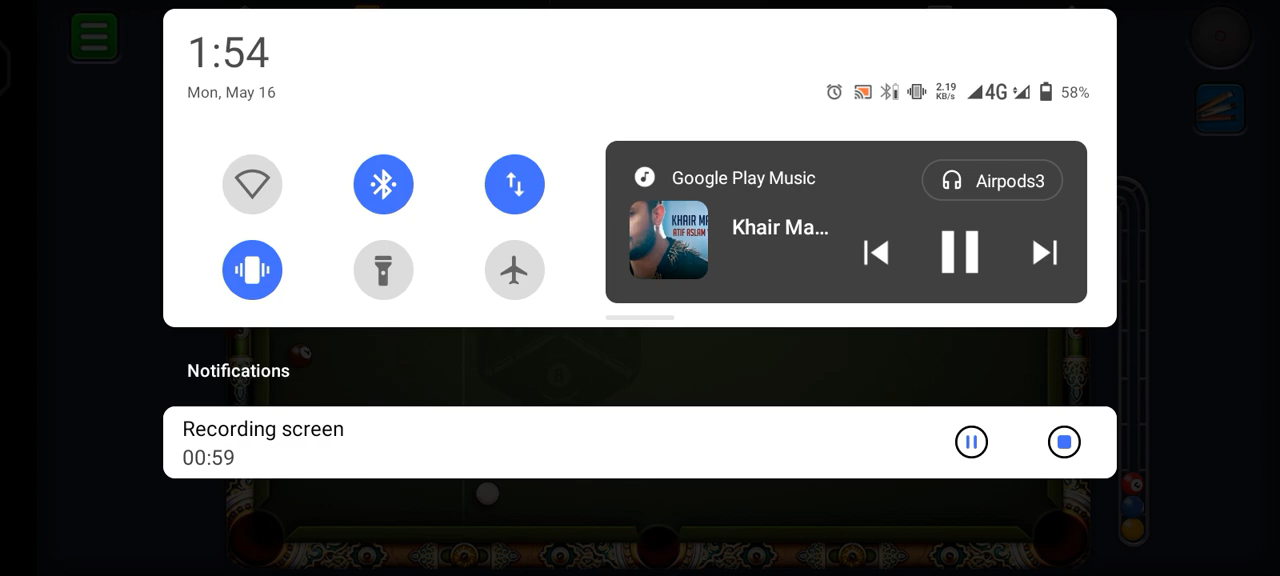 1:54
Mon, May 16
2.19
KB/s
4G
58%
Google Play Music
Airpods3
KHAIR MA
ATIF ASLAM
Khair Ma...
Notifications
Recording screen
00:59